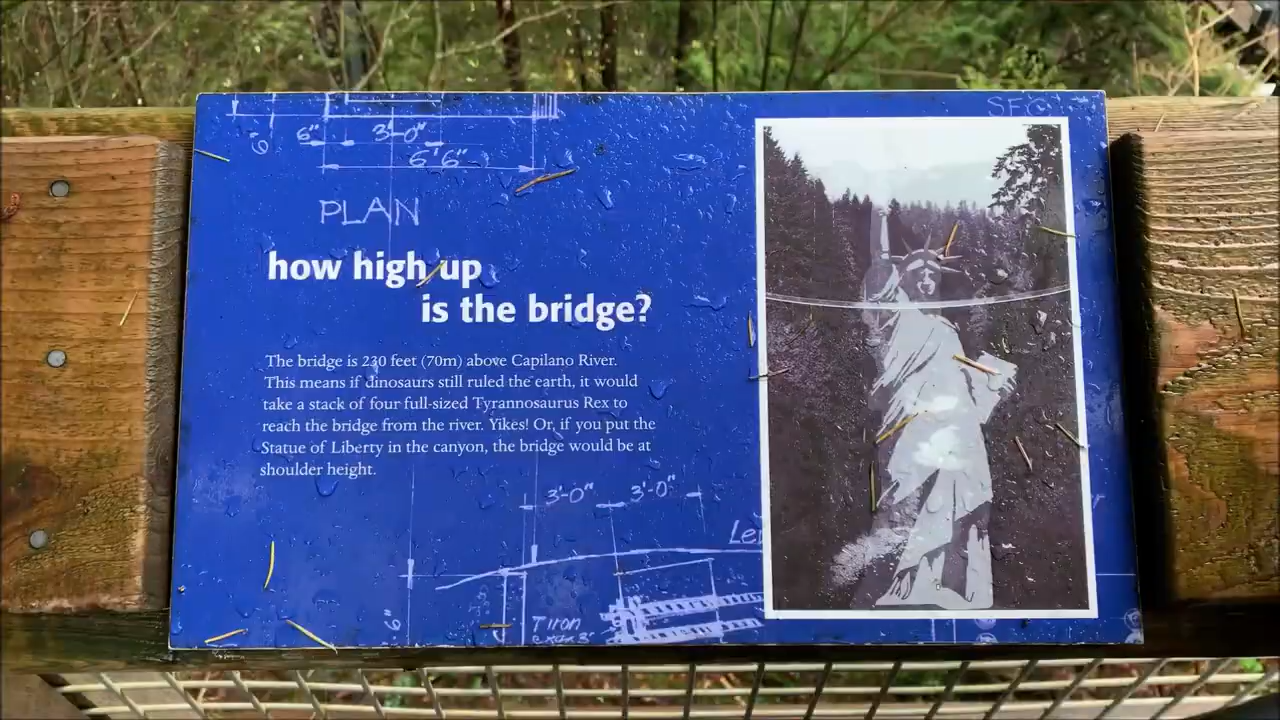 SEC
6" 3'-0"
6'
6'6"
PLAN
how high up
is the bridge?
The bridge is 230 feet (70m) above Capilano River.
This means if dinosaurs still ruled the earth, it would
take a stack of four full-sized Tyrannosaurus Rex to
reach the bridge from the river. Yikes! Or, if you put the
Statue of Liberty in the canyon, the bridge would be at
shoulder height.
3'-0" 3'-0"
Le
T iron